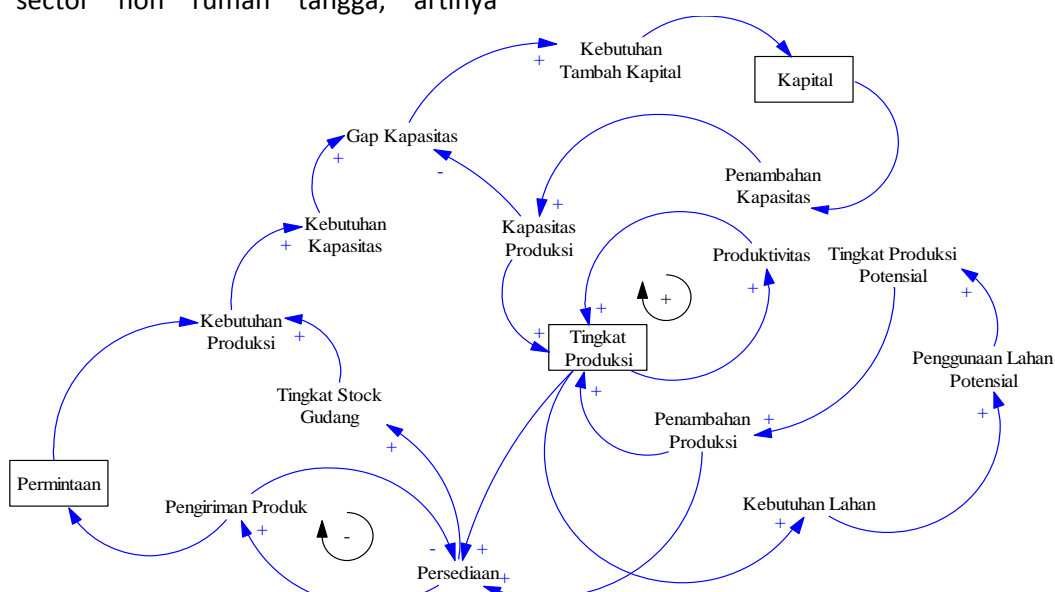 sector non rumah tangga, artinya
Kebutuhan
Tambah Kapital
+
Kapital
Gap Kapasitas
+
-
Penambahan
Kapasitas
+
Kebutuhan
Kapasitas
+
Kapasitas
Produksi
+
Produktivitas
+
+
+
Tingkat Produksi
Potensial
+
Kebutuhan
Produksi
+
Tingkat
Produksi
+
Penggunaan Lahan
Potensial
+
Tingkat Stock
Gudang
+
Penambahan
Produksi
+
Permintaan
Pengiriman Produk
+
-
Kebutuhan Lahan
+
-
+
Persediaan
+